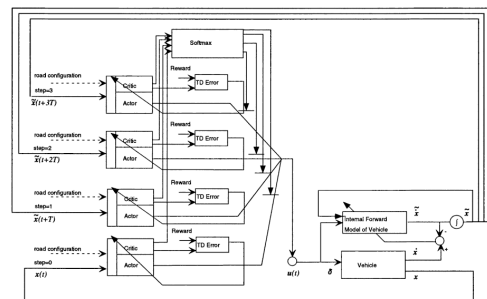 Softmax
road configuration
Reward
step=3
Critic
TD Error
x̃(t+3T)
Actor
road configuration
Reward
step=2
Critic
TD Error
x̃(t+2T)
Actor
road configuration
Reward
step=1
Critic
TD Error
x̃(t+T)
Actor
road configuration
Reward
step=0
Critic
TD Error
x(t)
Actor
u(t)
δ
Internal Forward
Model of Vehicle
Vehicle
x̃
∫
x̃
-
+
ẋ
x